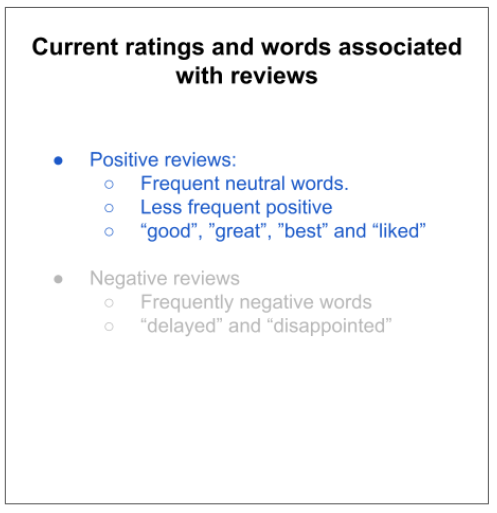 Current ratings and words associated
with reviews
● Positive reviews:
○ Frequent neutral words.
○ Less frequent positive
○ “good”, ”great”, ”best” and “liked”
● Negative reviews
○ Frequently negative words
○ “delayed” and “disappointed”